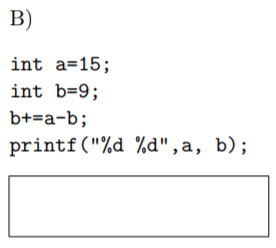 B)
int a=15;
int b=9;
b+=a-b;
printf("%d %d",a, b);